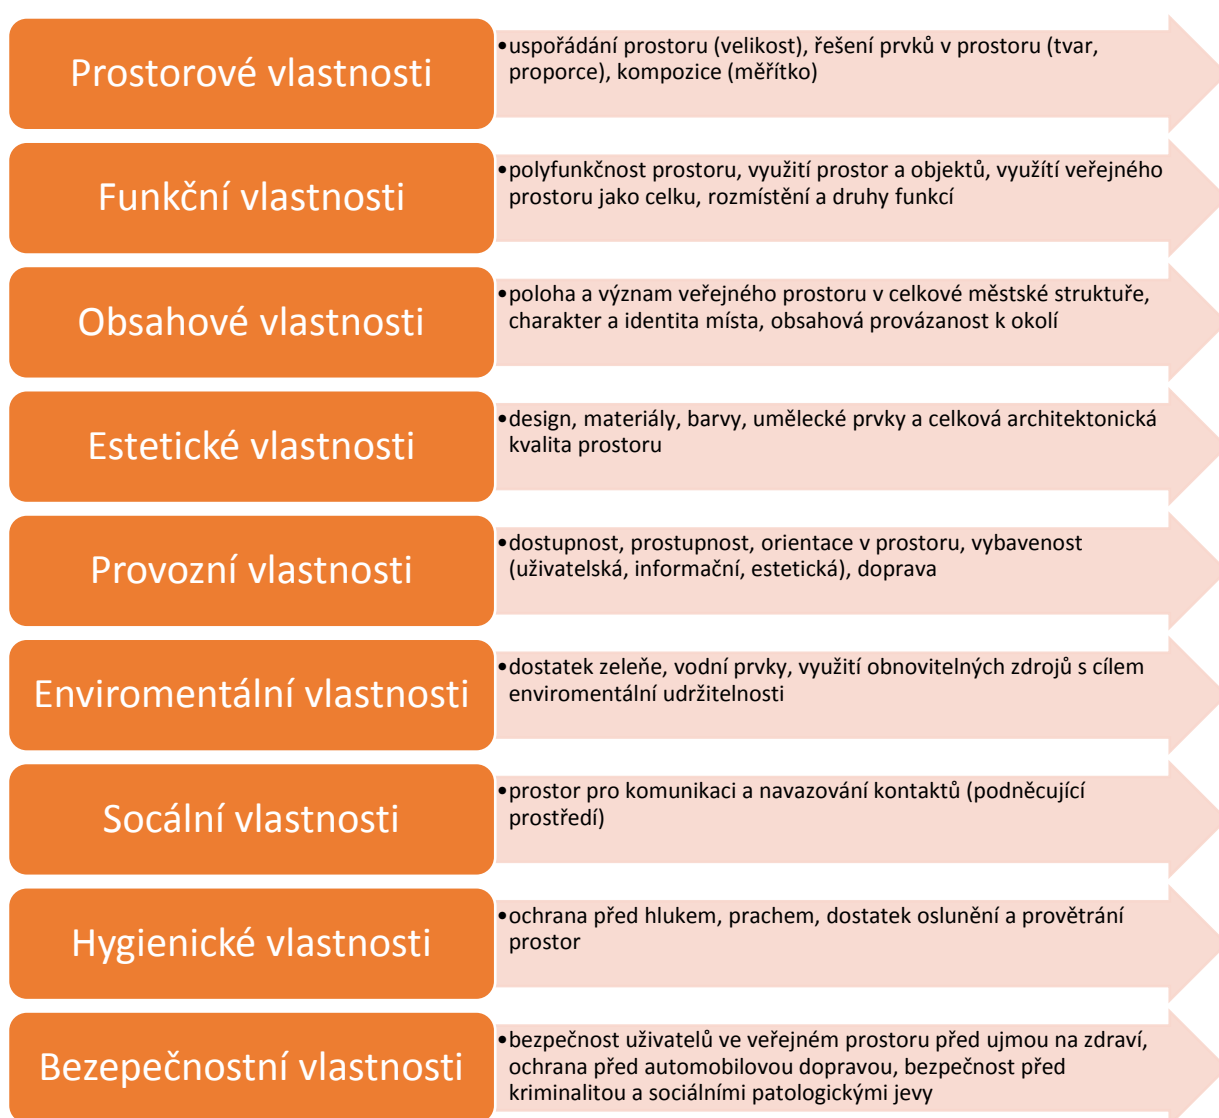 Prostorové vlastnosti
•uspořádání prostoru (velikost), řešení prvků v prostoru (tvar,
proporce), kompozice (měřítko)
Funkční vlastnosti
•polyfunkčnost prostoru, využití prostor a objektů, využítí veřejného
prostoru jako celku, rozmístění a druhy funkcí
Obsahové vlastnosti
•poloha a význam veřejného prostoru v celkové městské struktuře,
charakter a identita místa, obsahová provázanost k okolí
Estetické vlastnosti
•design, materiály, barvy, umělecké prvky a celková architektonická
kvalita prostoru
Provozní vlastnosti
•dostupnost, prostupnost, orientace v prostoru, vybavenost
(uživatelská, informační, estetická), doprava
Enviromentální vlastnosti
•dostatek zeleňe, vodní prvky, využití obnovitelných zdrojů s cílem
enviromentální udržitelnosti
Socální vlastnosti
•prostor pro komunikaci a navazování kontaktů (podněcující
prostředí)
Hygienické vlastnosti
•ochrana před hlukem, prachem, dostatek oslunění a provětrání
prostor
Bezepečnostní vlastnosti
•bezpečnost uživatelů ve veřejném prostoru před ujmou na zdraví,
ochrana před automobilovou dopravou, bezpečnost před
kriminalitou a sociálními patologickými jevy